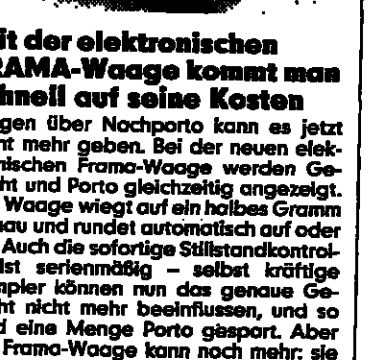 it der elektronischen
RAMA-Waage kommt man
hnell auf seine Kosten
gen über Nachporto kann es jetzt
ht mehr geben. Bei der neuen elek-
nischen Frama-Waage werden Ge-
ht und Porto gleichzeitig angezeigt.
Waage wiegt auf ein halbes Gramm
au und rundet automatisch auf oder
Auch die sofortige Stillstandkontrol-
ist serienmäßig – selbst kräftige
mpler können nun das genaue Ge-
ht nicht mehr beeinflussen, und so
d eine Menge Porto gespart. Aber
Frama-Waage kann noch mehr: sie